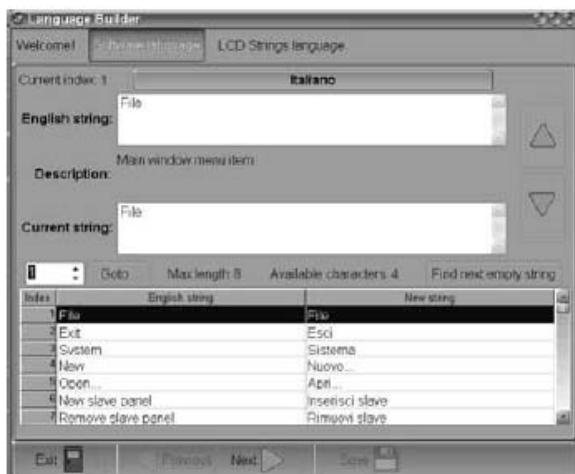 Language Builder
Welcome! Software language LCD Strings language
Current index: 1 Italiano
English string: File
Description: Main window menu item
Current string: File
1 Goto Max length 8 Available characters 4 Find next empty string
Index English string New string
1 File File
2 Exit Esci
3 System Sistema
4 New Nuovo...
5 Open... Apri...
6 New slave panel Inserisci slave
7 Remove slave panel Rimuovi slave
Exit Previous Next Save